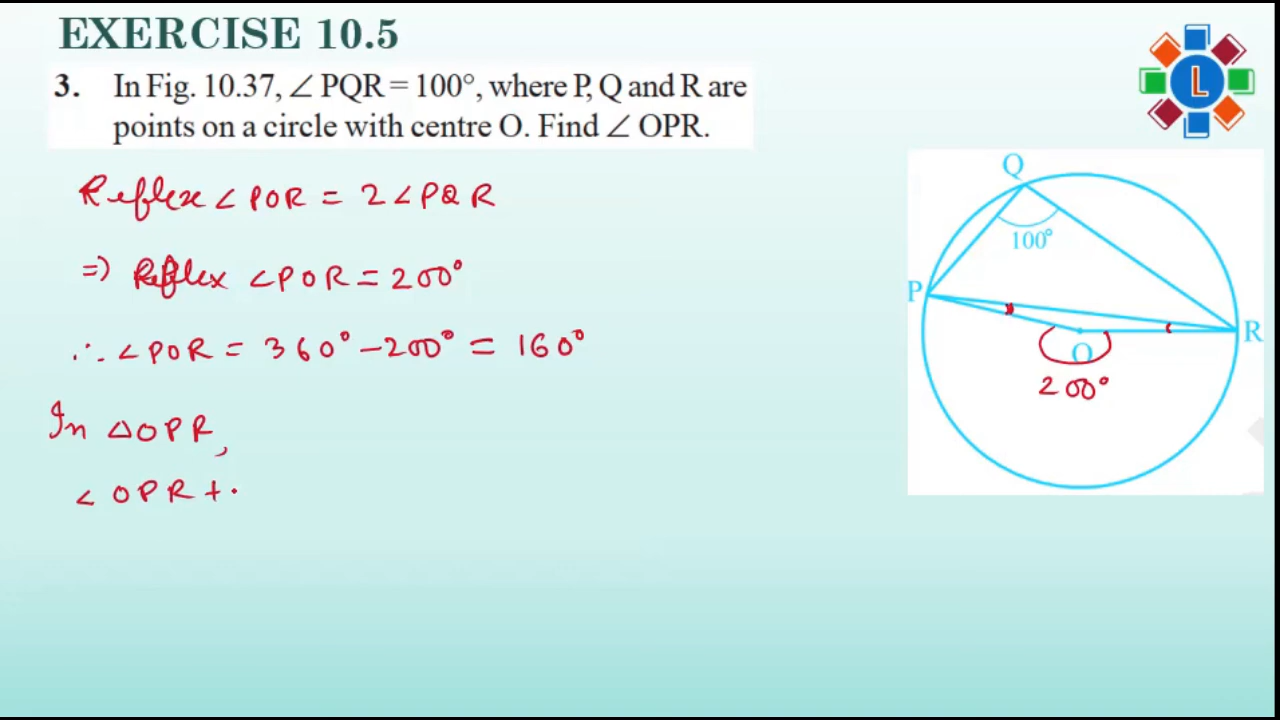 EXERCISE 10.5
3. In Fig. 10.37, ∠ PQR = 100°, where P, Q and R are
points on a circle with centre O. Find ∠ OPR.
Reflex ∠POR = 2∠PQR
⇒ Reflex ∠POR = 200°
∴ ∠POR = 360° - 200° = 160°
In △OPR,
∠OPR + 
L
Q
100°
P
O
R
200°